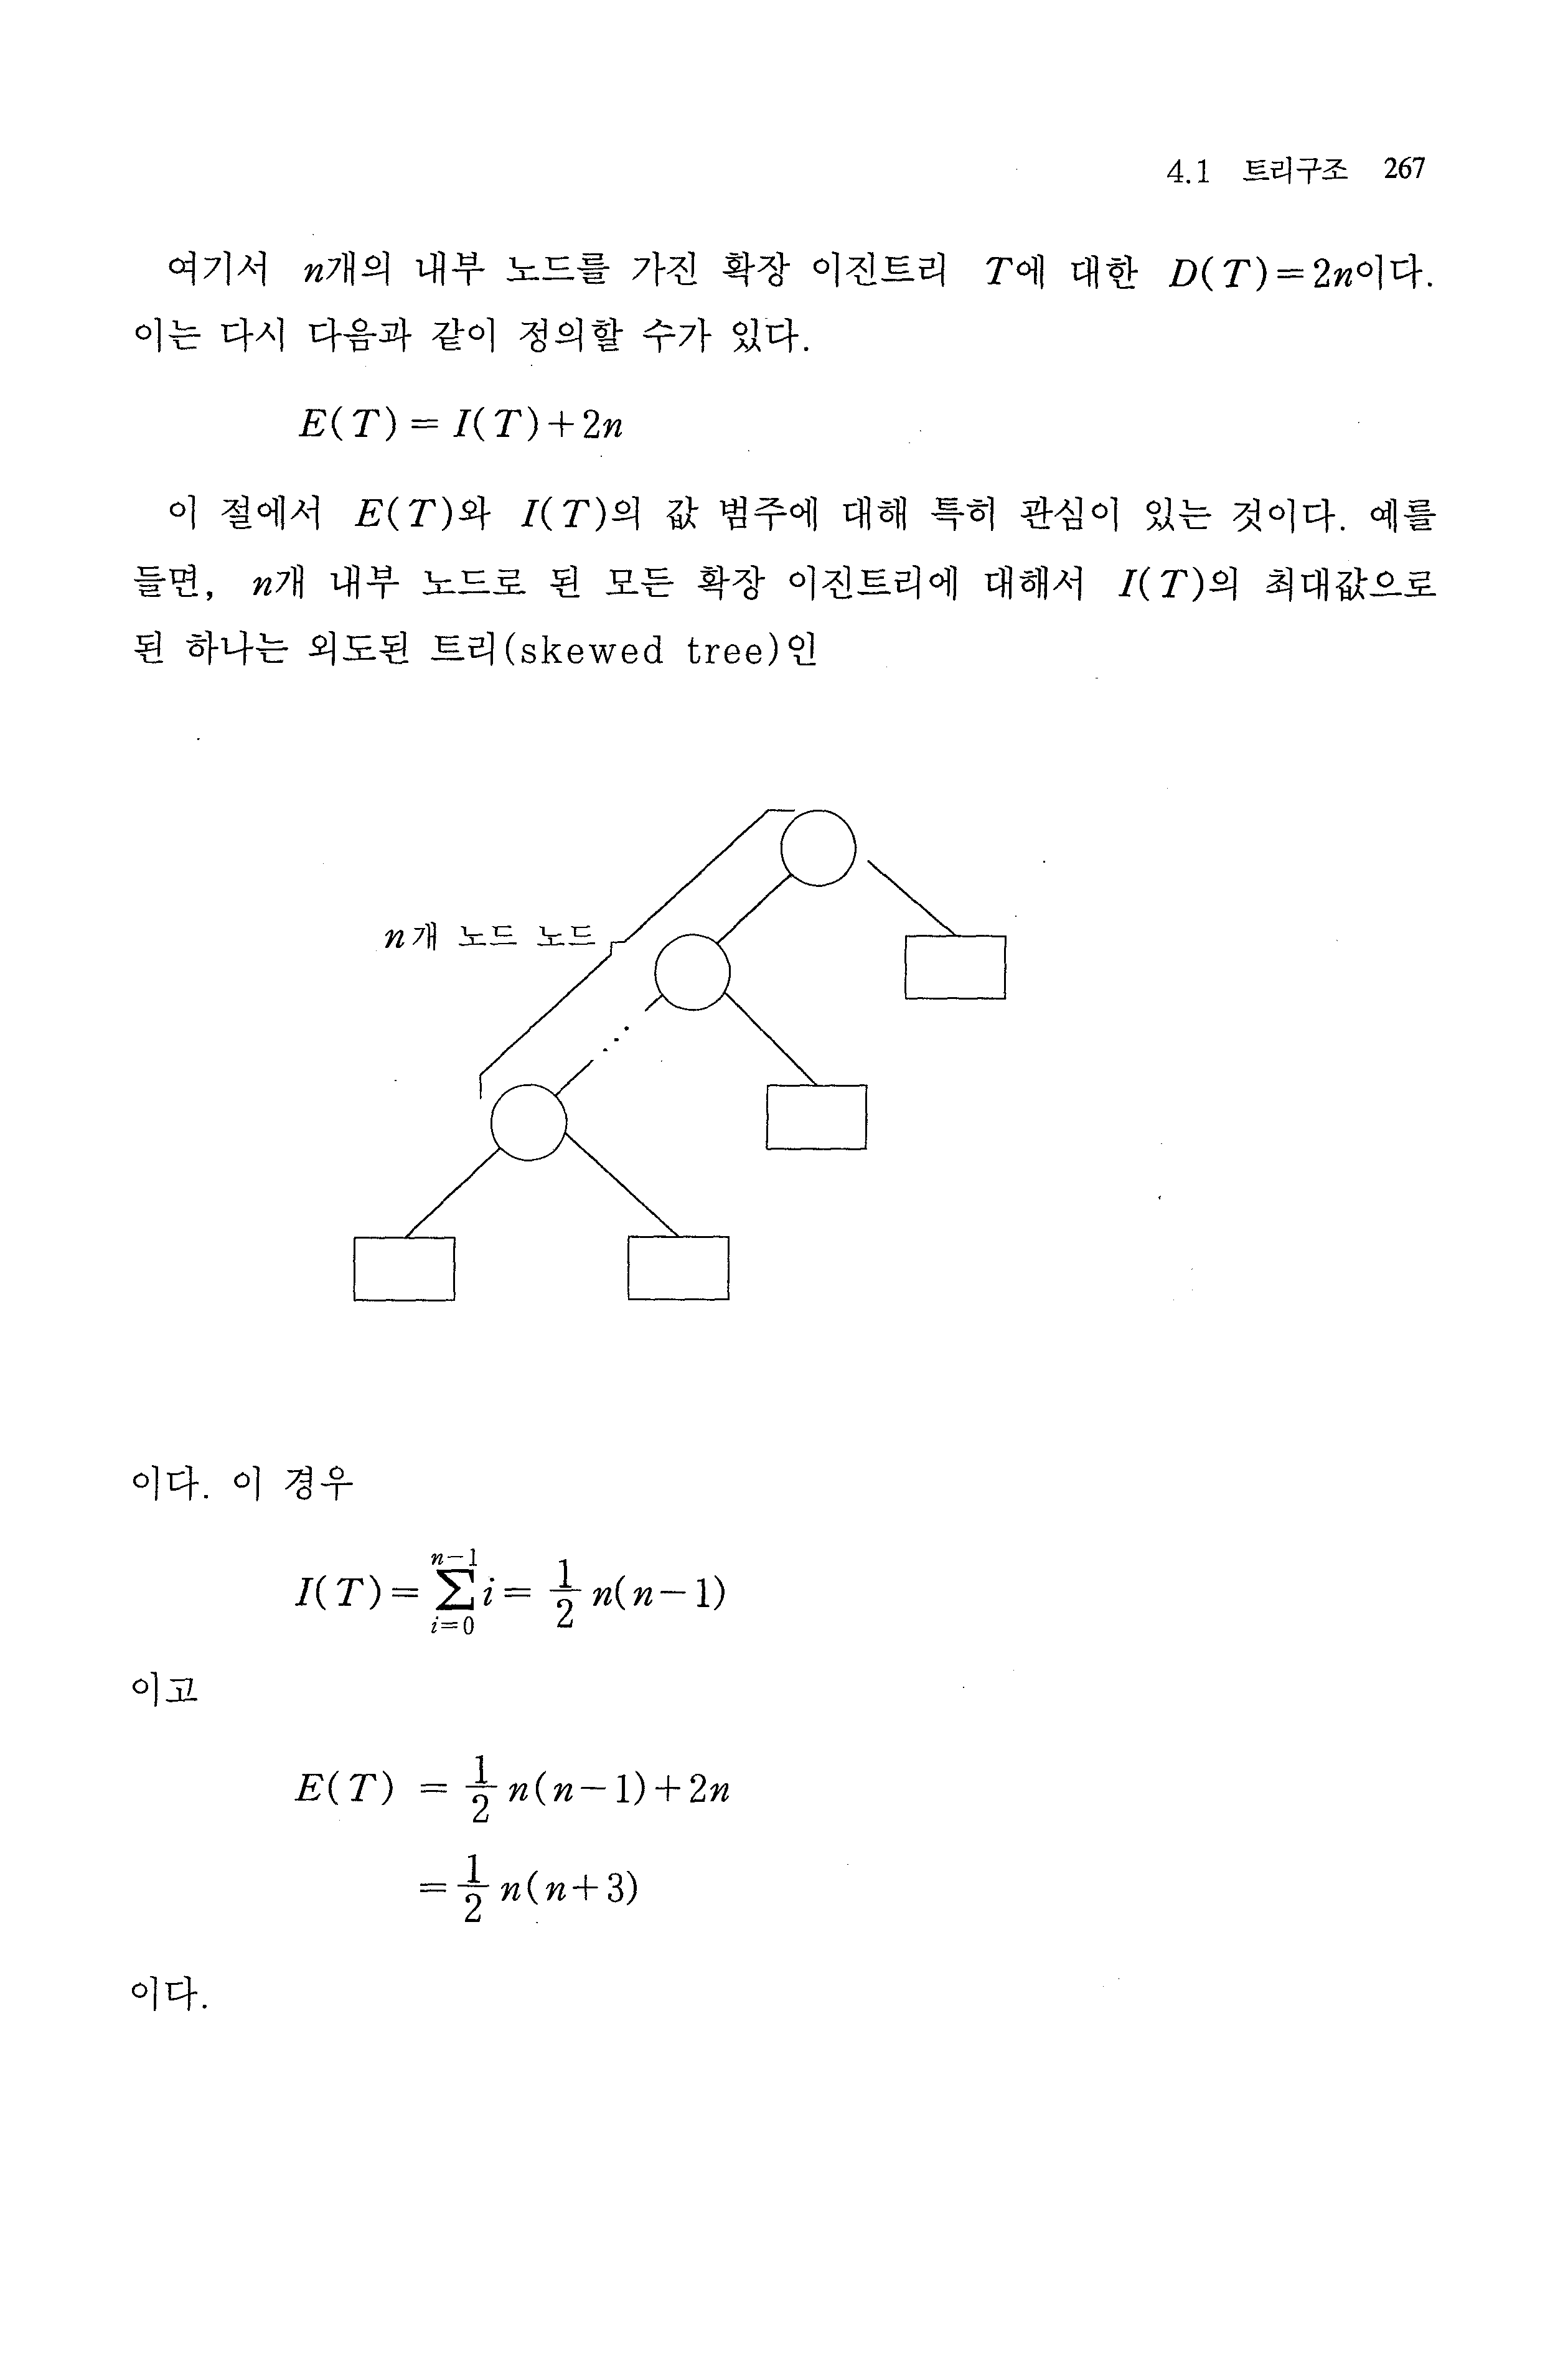 4.1 트리구조 267
여기서 n개의 내부 노드를 가진 확장 이진트리 T에 대한 D(T)=2n이다.
이는 다시 다음과 같이 정의할 수가 있다.
E(T)=I(T)+2n
이 절에서 E(T)와 I(T)의 값 범주에 대해 특히 관심이 있는 것이다. 예를
들면, n개 내부 노드로 된 모든 확장 이진트리에 대해서 I(T)의 최대값으로
된 하나는 외도된 트리(skewed tree)인
n개 노드 노드
이다. 이 경우
I(T)=∑_{i=0}^{n-1} i = 1/2 n(n-1)
이고
E(T) = 1/2 n(n-1)+2n
= 1/2 n(n+3)
이다.